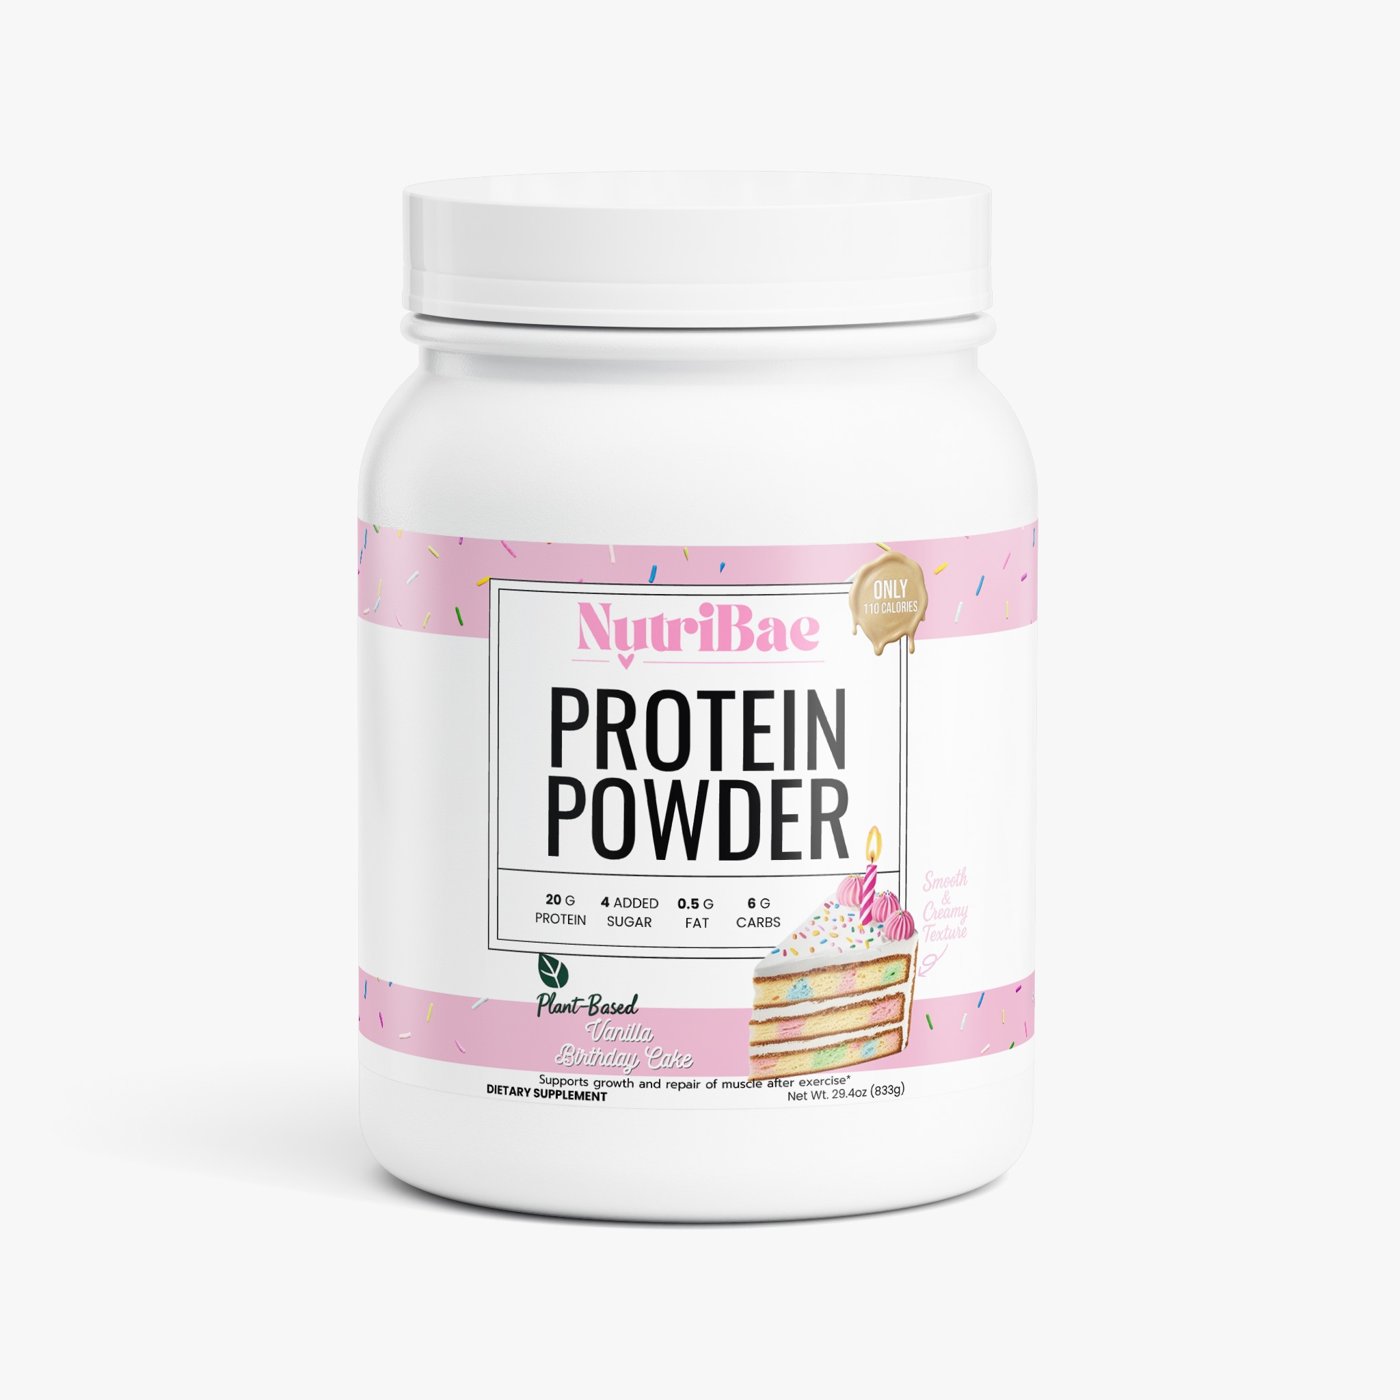 ONLY
110 CALORIES
NutriBae
PROTEIN
POWDER
20 G
PROTEIN
4 ADDED
SUGAR
0.5 G
FAT
6 G
CARBS
Smooth
&
Creamy
Texture
Plant-Based
Vanilla
Birthday Cake
Supports growth and repair of muscle after exercise*
DIETARY SUPPLEMENT
Net Wt. 29.4oz (833g)